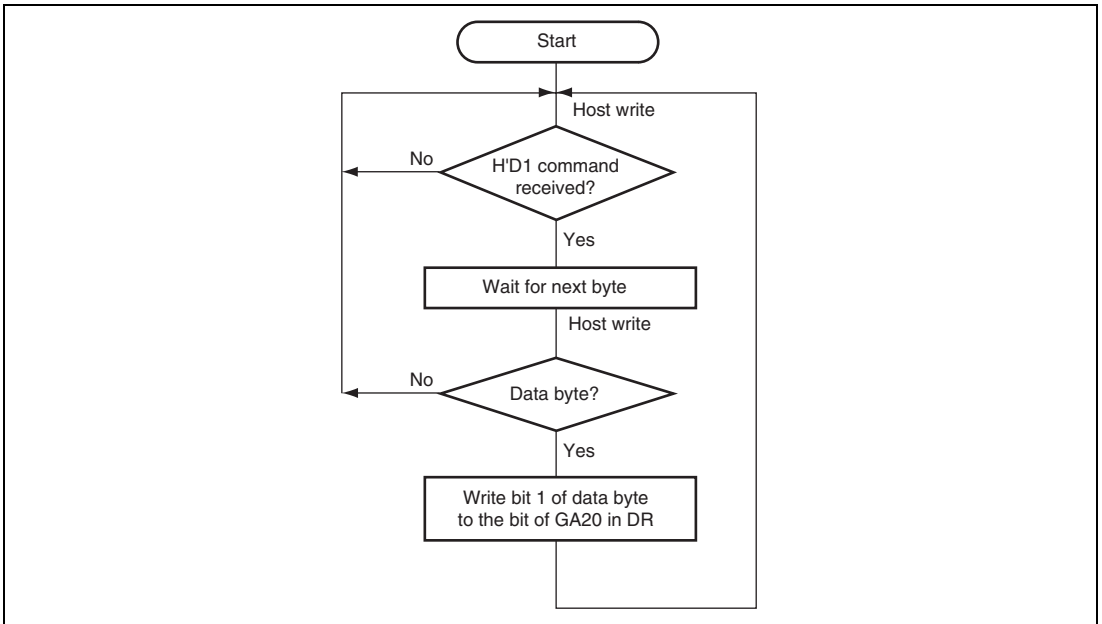 Start
Host write
No
H'D1 command
received?
Yes
Wait for next byte
Host write
No
Data byte?
Yes
Write bit 1 of data byte
to the bit of GA20 in DR